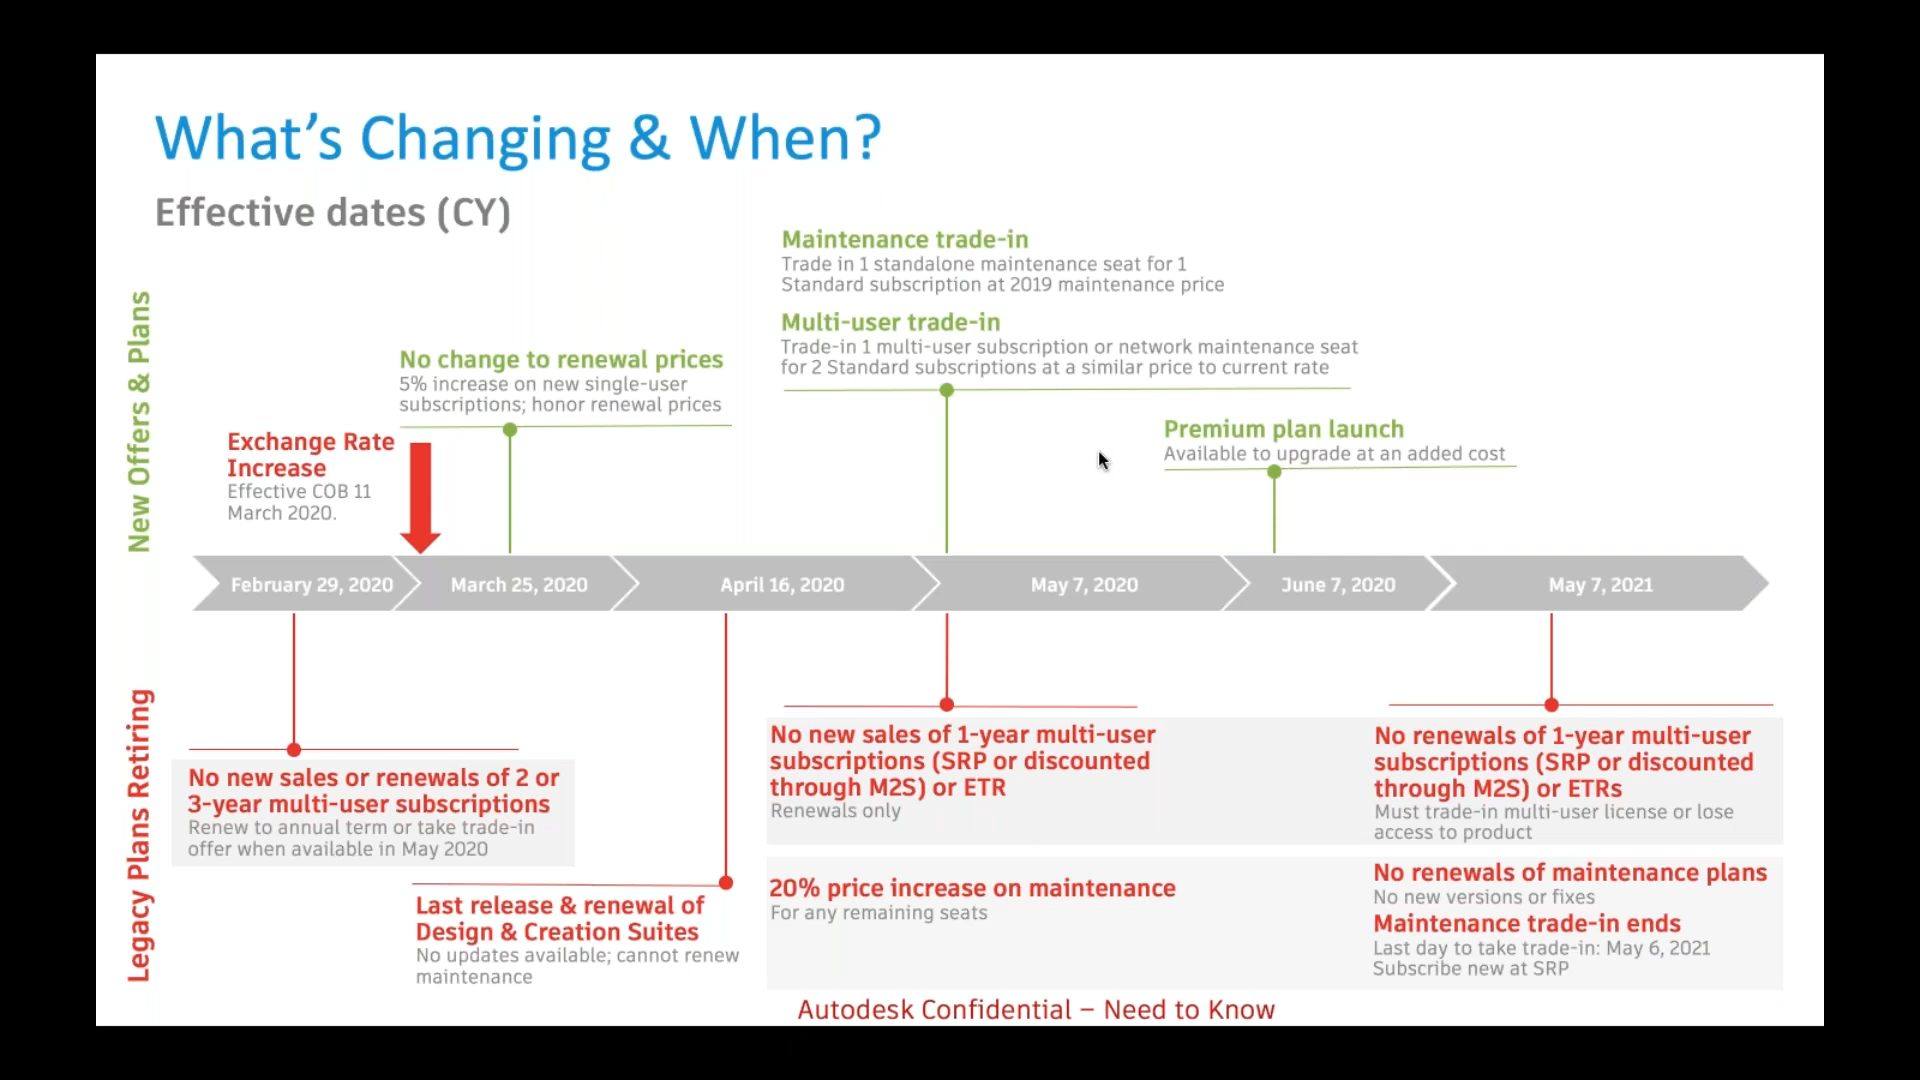 What's Changing & When?
Effective dates (CY)
New Offers & Plans
Exchange Rate
Increase
Effective COB 11
March 2020.
No change to renewal prices
5% increase on new single-user
subscriptions; honor renewal prices
Maintenance trade-in
Trade in 1 standalone maintenance seat for 1
Standard subscription at 2019 maintenance price
Multi-user trade-in
Trade-in 1 multi-user subscription or network maintenance seat
for 2 Standard subscriptions at a similar price to current rate
Premium plan launch
Available to upgrade at an added cost
February 29, 2020
March 25, 2020
April 16, 2020
May 7, 2020
June 7, 2020
May 7, 2021
Legacy Plans Retiring
No new sales or renewals of 2 or
3-year multi-user subscriptions
Renew to annual term or take trade-in
offer when available in May 2020
Last release & renewal of
Design & Creation Suites
No updates available; cannot renew
maintenance
No new sales of 1-year multi-user
subscriptions (SRP or discounted
through M2S) or ETR
Renewals only
20% price increase on maintenance
For any remaining seats
No renewals of 1-year multi-user
subscriptions (SRP or discounted
through M2S) or ETRs
Must trade-in multi-user license or lose
access to product
No renewals of maintenance plans
No new versions or fixes
Maintenance trade-in ends
Last day to take trade-in: May 6, 2021
Subscribe new at SRP
Autodesk Confidential – Need to Know